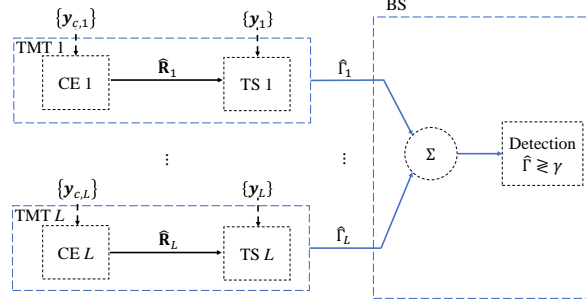 BS
{y_{c,1}} {y_1}
TMT 1
CE 1 R̂_1 TS 1 Γ̂_1
Σ
Detection
Γ̂ ≷ γ
⋮ ⋮
{y_{c,L}} {y_L}
TMT L
CE L R̂_L TS L Γ̂_L